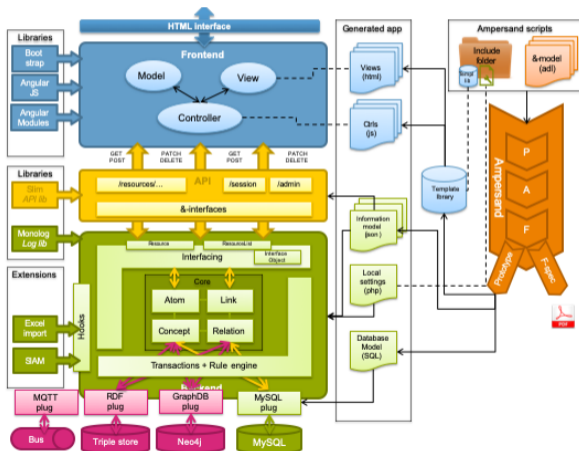 HTML interface
Libraries
Boot
strap
Angular
JS
Angular
Modules
Frontend
Model
View
Controller
GET
POST
PATCH
DELETE
GET
POST
PATCH
DELETE
Libraries
Slim
API lib
Monolog
Log lib
API
/resources/...
/session
/admin
&-interfaces
Extensions
Excel
import
SIAM
Resource
ResourceList
Interfacing
Interface
Object
Hooks
Core
Atom
Link
Concept
Relation
Transactions + Rule engine
Backend
MQTT
plug
RDF
plug
GraphDB
plug
MySQL
plug
Bus
Triple store
Neo4j
MySQL
Generated app
Views
(html)
Ctrls
(js)
Information
model
(json)
Local
settings
(php)
Database
Model
(SQL)
Template
library
Ampersand scripts
Include
folder
&-model
(adl)
Ampersand
P
A
F
Prototype
F-spec
PDF